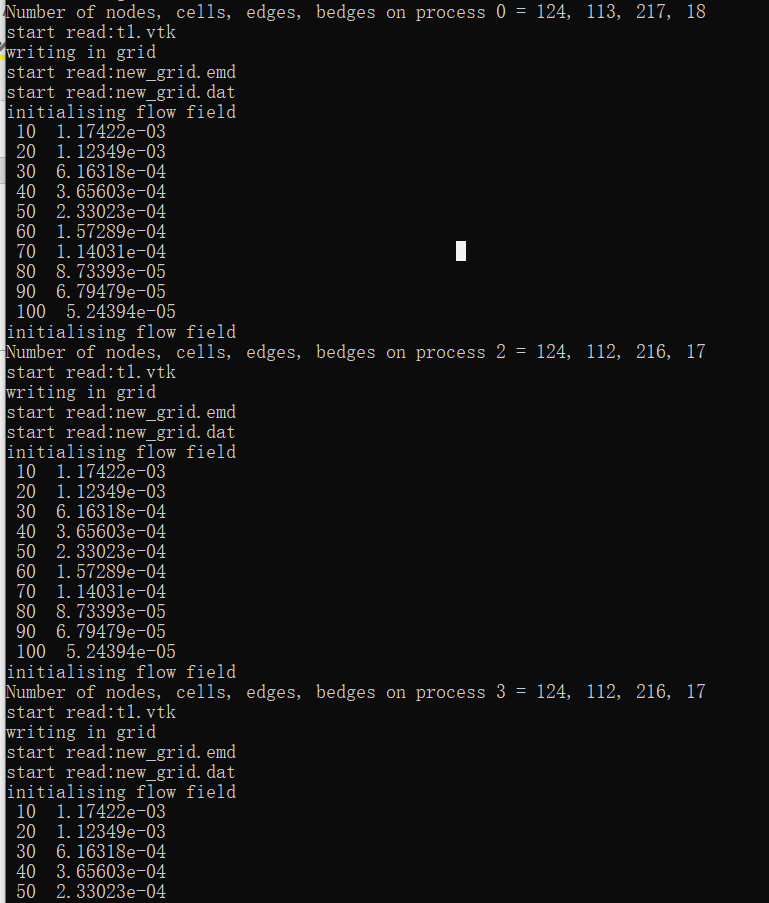 Number of nodes, cells, edges, bedges on process 0 = 124, 113, 217, 18
start read:tl.vtk
writing in grid
start read:new_grid.emd
start read:new_grid.dat
initialising flow field
10 1.17422e-03
20 1.12349e-03
30 6.16318e-04
40 3.65603e-04
50 2.33023e-04
60 1.57289e-04
70 1.14031e-04
80 8.73393e-05
90 6.79479e-05
100 5.24394e-05
initialising flow field
Number of nodes, cells, edges, bedges on process 2 = 124, 112, 216, 17
start read:tl.vtk
writing in grid
start read:new_grid.emd
start read:new_grid.dat
initialising flow field
10 1.17422e-03
20 1.12349e-03
30 6.16318e-04
40 3.65603e-04
50 2.33023e-04
60 1.57289e-04
70 1.14031e-04
80 8.73393e-05
90 6.79479e-05
100 5.24394e-05
initialising flow field
Number of nodes, cells, edges, bedges on process 3 = 124, 112, 216, 17
start read:tl.vtk
writing in grid
start read:new_grid.emd
start read:new_grid.dat
initialising flow field
10 1.17422e-03
20 1.12349e-03
30 6.16318e-04
40 3.65603e-04
50 2.33023e-04